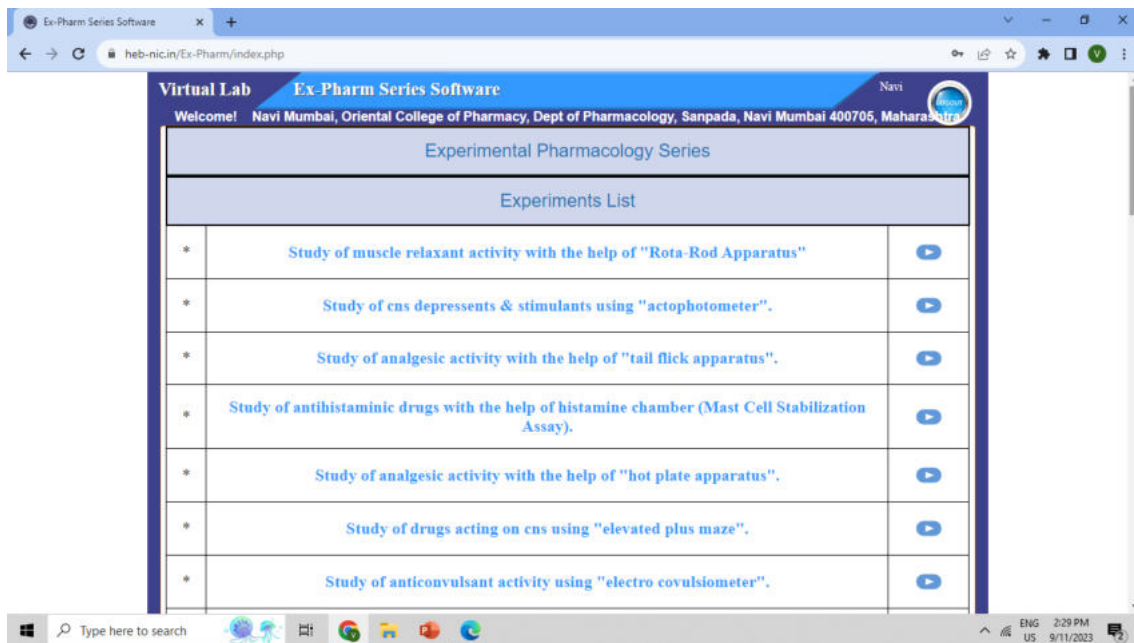 Ex-Pharm Series Software
heb-nic.in/Ex-Pharm/index.php
V
Virtual Lab
Ex-Pharm Series Software
Navi
LOGOUT
Welcome! Navi Mumbai, Oriental College of Pharmacy, Dept of Pharmacology, Sanpada, Navi Mumbai 400705, Maharashtra
Experimental Pharmacology Series
Experiments List
* Study of muscle relaxant activity with the help of "Rota-Rod Apparatus"
* Study of cns depressents & stimulants using "actophotometer".
* Study of analgesic activity with the help of "tail flick apparatus".
* Study of antihistaminic drugs with the help of histamine chamber (Mast Cell Stabilization
Assay).
* Study of analgesic activity with the help of "hot plate apparatus".
* Study of drugs acting on cns using "elevated plus maze".
* Study of anticonvulsant activity using "electro covulsiometer".
Type here to search
ENG 2:29 PM
US 9/11/2023